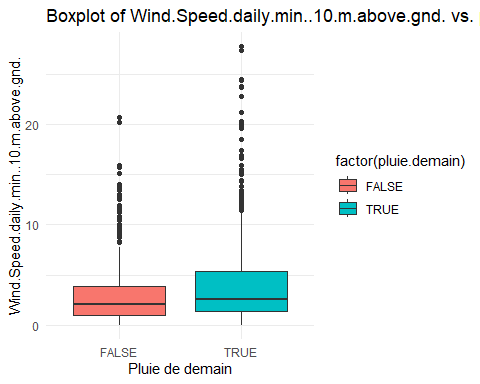 Boxplot of Wind.Speed.daily.min..10.m.above.gnd. vs.
Wind.Speed.daily.min..10.m.above.gnd.
20
10
0
FALSE TRUE
Pluie de demain
factor(pluie.demain)
FALSE
TRUE